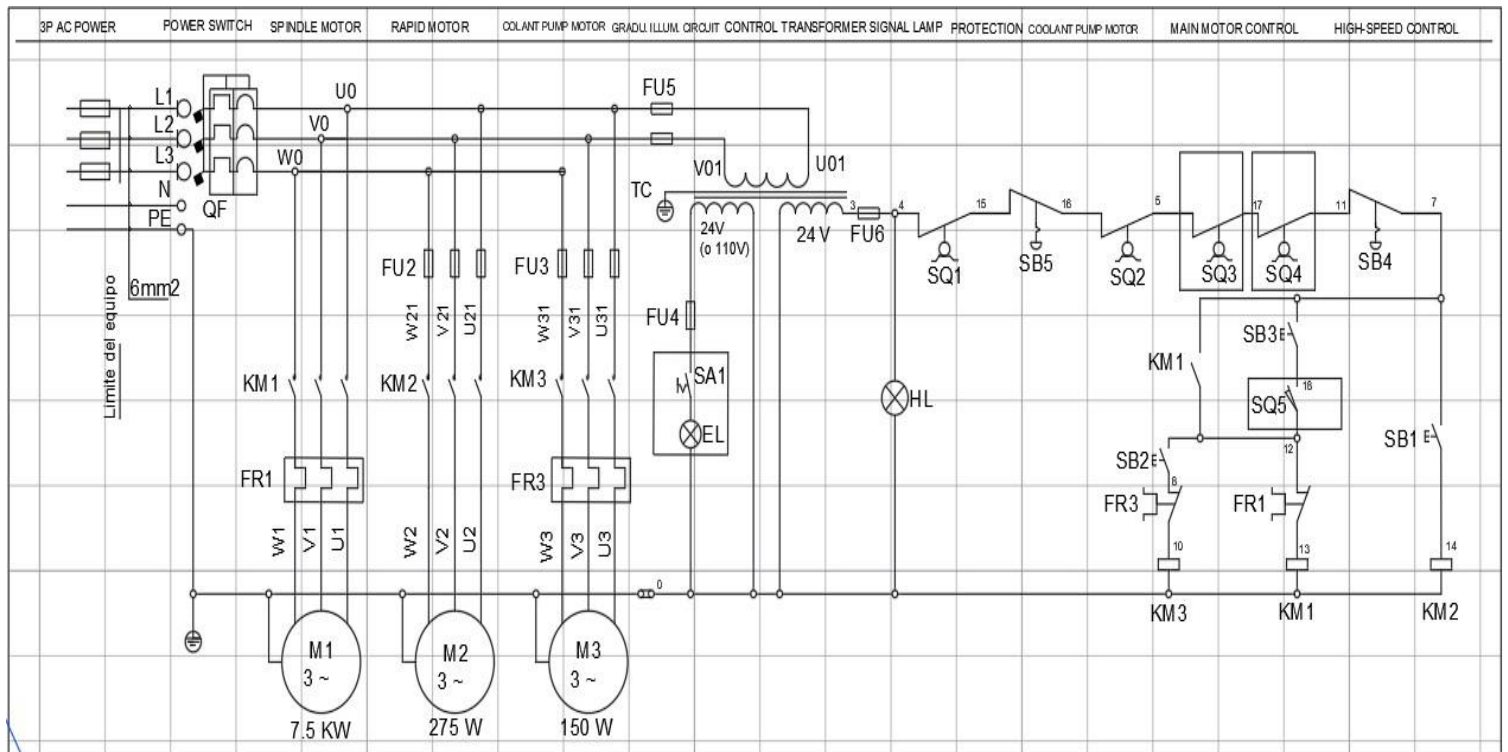 3P AC POWER POWER SWITCH SPINDLE MOTOR RAPID MOTOR COLANT PUMP MOTOR GRADU. ILLUM. CIRCUIT CONTROL TRANSFORMER SIGNAL LAMP PROTECTION COOLANT PUMP MOTOR MAIN MOTOR CONTROL HIGH-SPEED CONTROL
L1 U0 FU5
L2 V0
L3 W0 V01 U01
N TC
PE QF 3 4 15 16 5 17 11 7
24V 24 V FU6
(o 110V)
SQ1 SB5 SQ2 SQ3 SQ4 SB4
FU2 FU3
6mm2
Límite del equipo
W21 V21 U21 W31 V31 U31
FU4
SB3
KM1 KM2 KM3 SA1 KM1
HL 18
SQ5
EL SB1
12
SB2
FR1 FR3 8
FR3 FR1
W1 V1 U1 W2 V2 U2 W3 V3 U3
10 13 14
0
KM3 KM1 KM2
M1 M2 M3
3 ~ 3 ~ 3 ~
7.5 KW 275 W 150 W